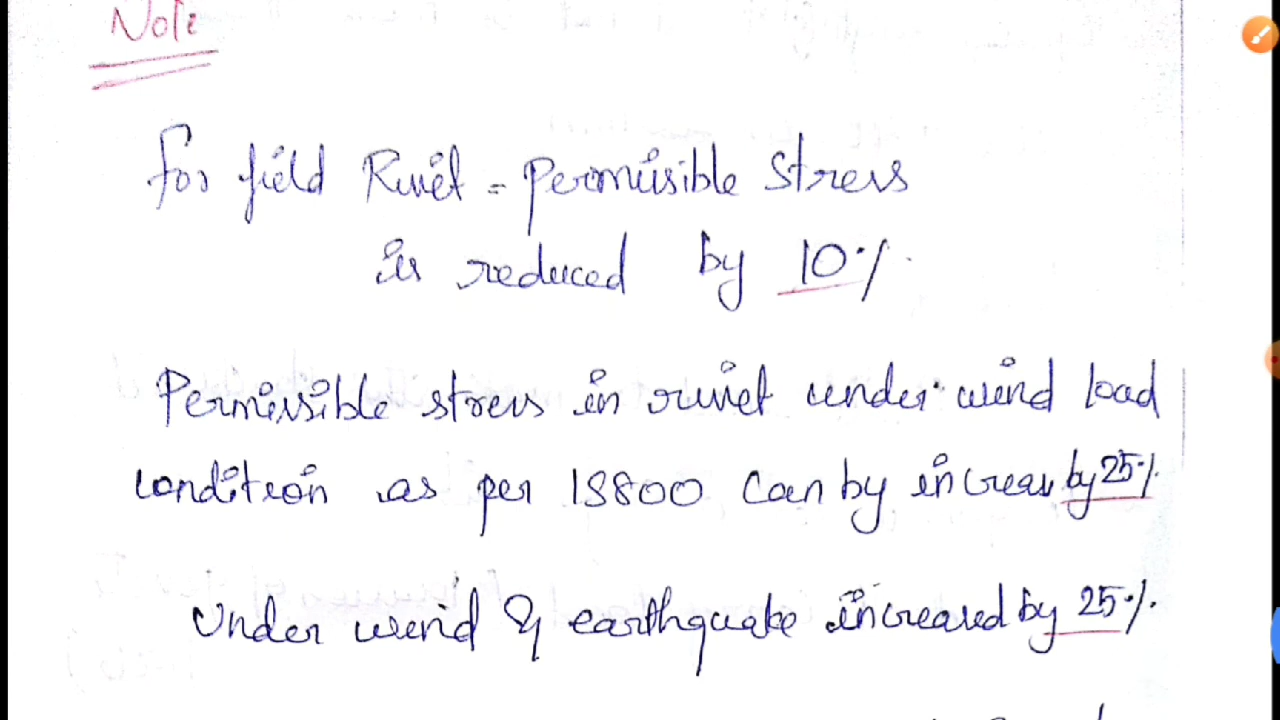 Note
for field Rivet = Permissible stress
is reduced by 10%.
Permissible stress in rivet under wind load
condition as per IS800 can by increas by 25%.
Under wind & earthquake increased by 25%.